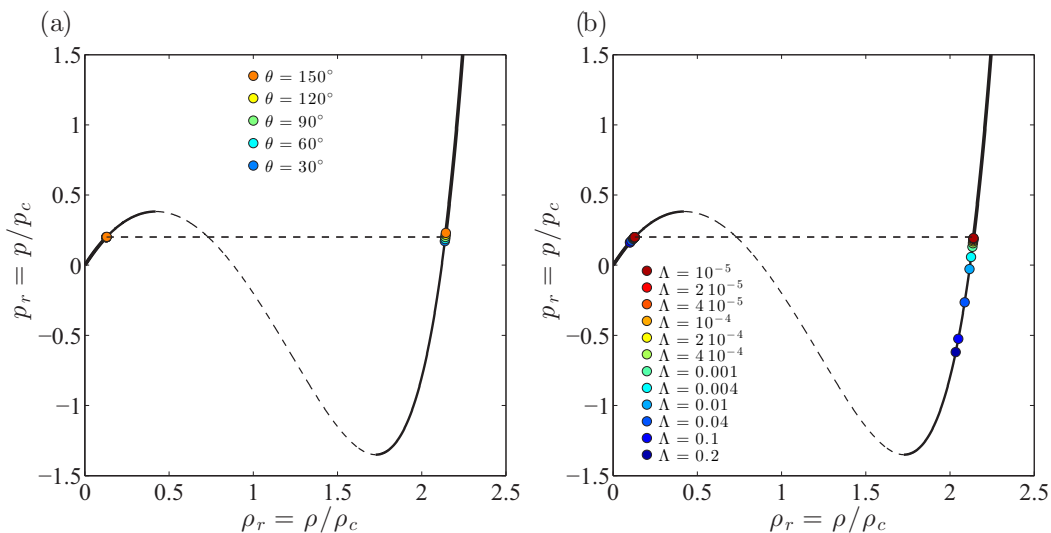 (a)
1.5
1
0.5
0
−0.5
−1
−1.5
p_r = p/p_c
θ = 150°
θ = 120°
θ = 90°
θ = 60°
θ = 30°
0 0.5 1 1.5 2 2.5
ρ_r = ρ/ρ_c
(b)
1.5
1
0.5
0
−0.5
−1
−1.5
p_r = p/p_c
Λ = 10⁻⁵
Λ = 2 10⁻⁵
Λ = 4 10⁻⁵
Λ = 10⁻⁴
Λ = 2 10⁻⁴
Λ = 4 10⁻⁴
Λ = 0.001
Λ = 0.004
Λ = 0.01
Λ = 0.04
Λ = 0.1
Λ = 0.2
0 0.5 1 1.5 2 2.5
ρ_r = ρ/ρ_c